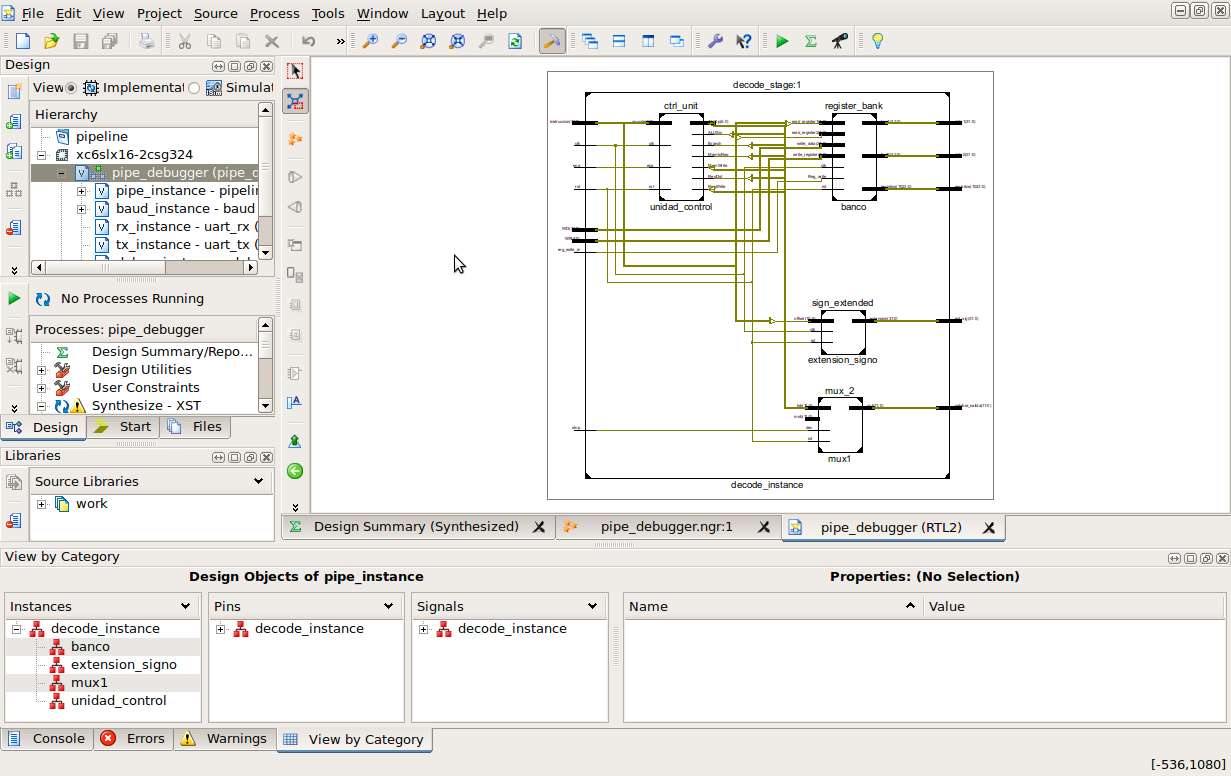 File Edit View Project Source Process Tools Window Layout Help
Design
View Implementat Simulat
Hierarchy
pipeline
xc6slx16-2csg324
pipe_debugger (pipe_d
pipe_instance - pipelin
baud_instance - baud
rx_instance - uart_rx (
tx_instance - uart_tx (
No Processes Running
Processes: pipe_debugger
Design Summary/Repo...
Design Utilities
User Constraints
Synthesize - XST
Design Start Files
Libraries
Source Libraries
work
decode_stage:1
ctrl_unit
register_bank
unidad_control
banco
sign_extended
extension_signo
mux_2
mux1
decode_instance
Design Summary (Synthesized) pipe_debugger.ngr:1 pipe_debugger (RTL2)
View by Category
Design Objects of pipe_instance
Properties: (No Selection)
Instances
Pins
Signals
Name Value
decode_instance
banco
extension_signo
mux1
unidad_control
decode_instance
decode_instance
Console Errors Warnings View by Category
[-536,1080]